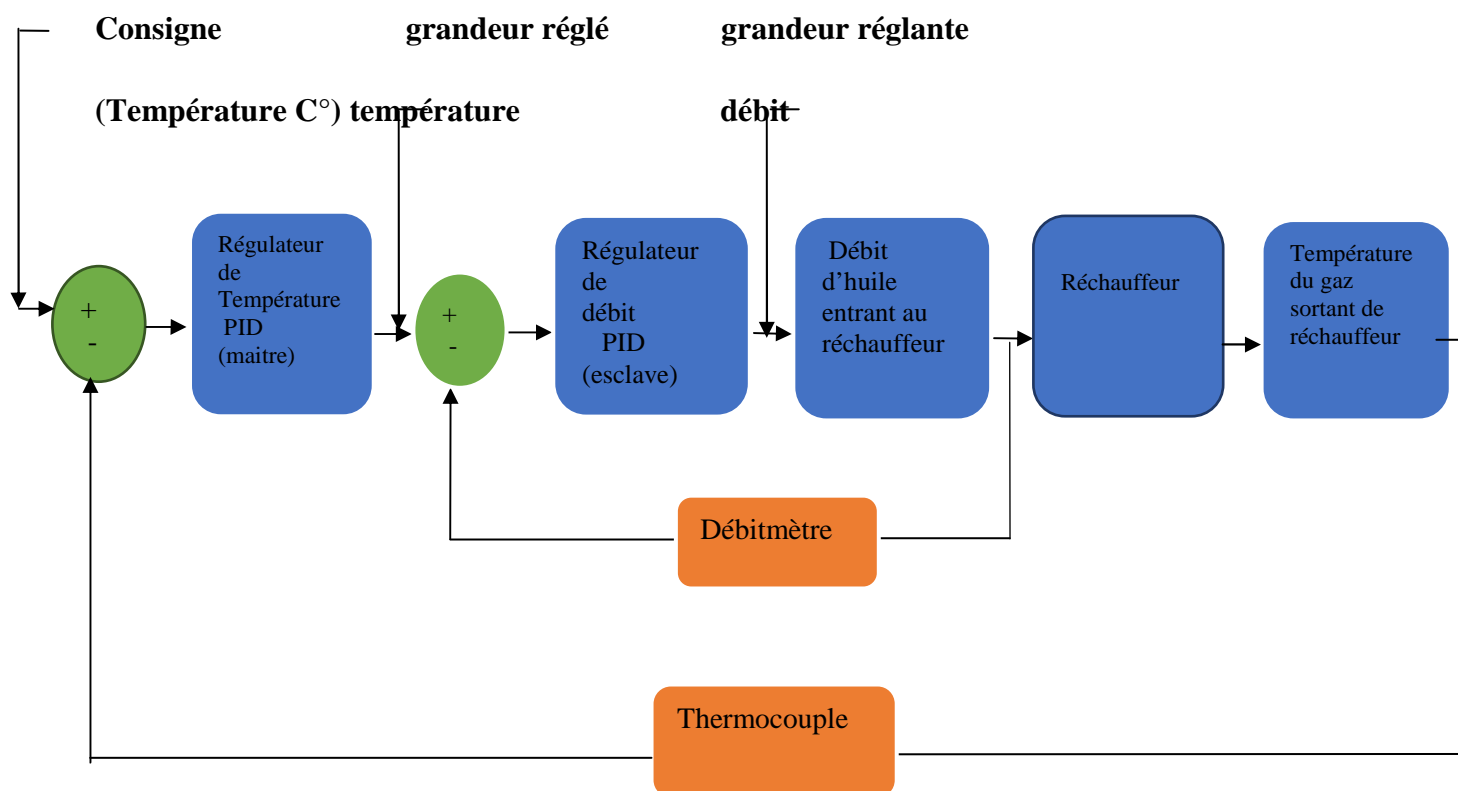 Consigne grandeur réglé grandeur réglante
(Température C°) température débit
Régulateur
de
Température
PID
(maitre)
+
-
+
-
Régulateur
de
débit
PID
(esclave)
Débit
d’huile
entrant au
réchauffeur
Réchauffeur
Température
du gaz
sortant de
réchauffeur
Débitmètre
Thermocouple